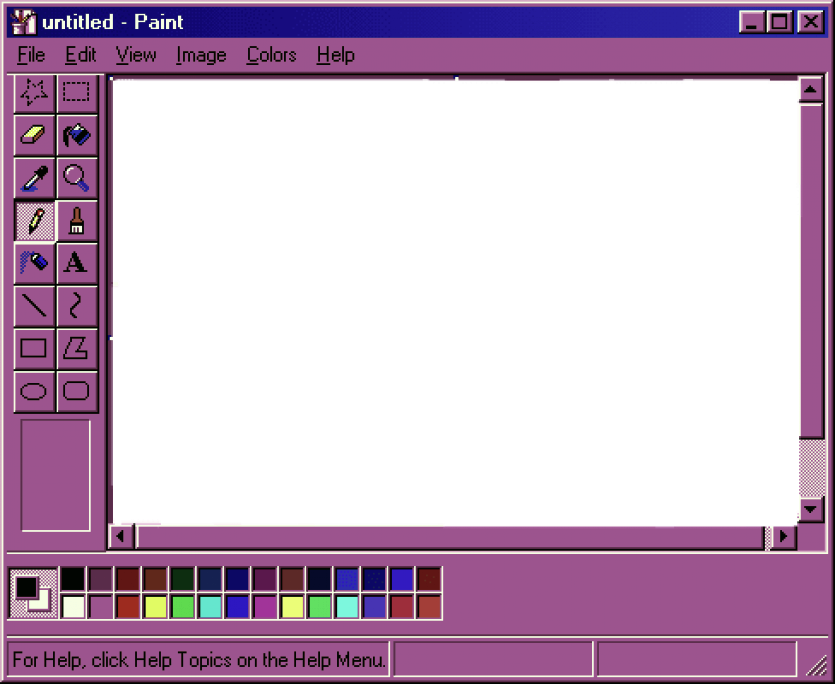 untitled - Paint
File Edit View Image Colors Help
A
For Help, click Help Topics on the Help Menu.